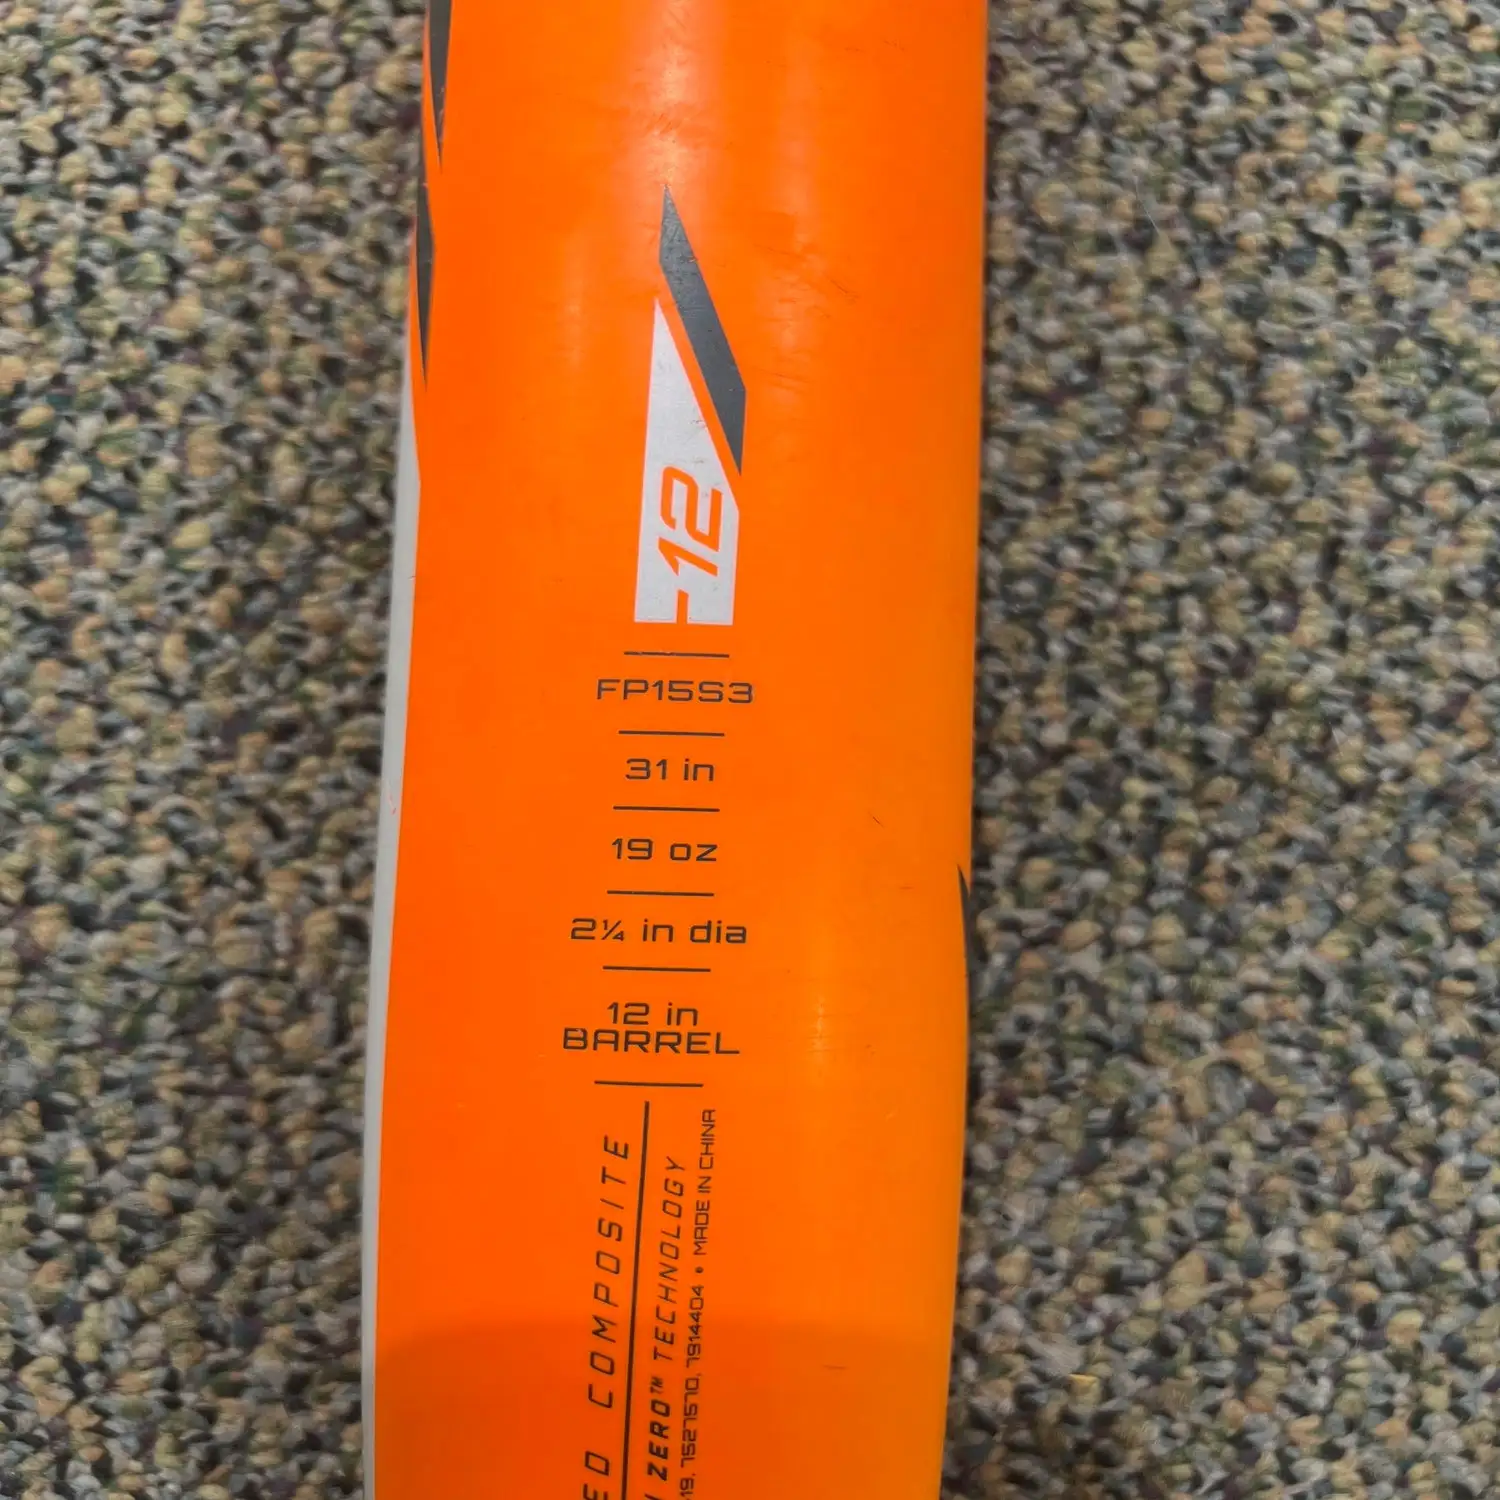 -12
FP15S3
31 in
19 oz
2¼ in dia
12 in
BARREL
COMPOSITE
ZERO™ TECHNOLOGY
7527570, 7914404 • MADE IN CHINA